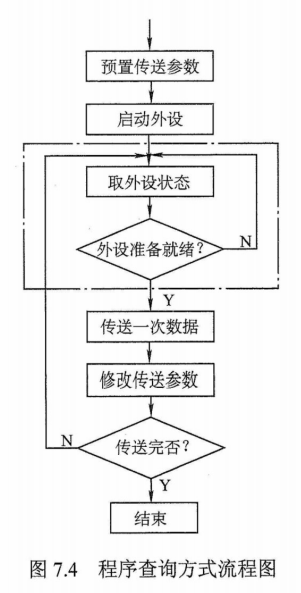 预置传送参数
启动外设
取外设状态
外设准备就绪?
N
Y
传送一次数据
修改传送参数
N
传送完否?
Y
结束
图 7.4 程序查询方式流程图